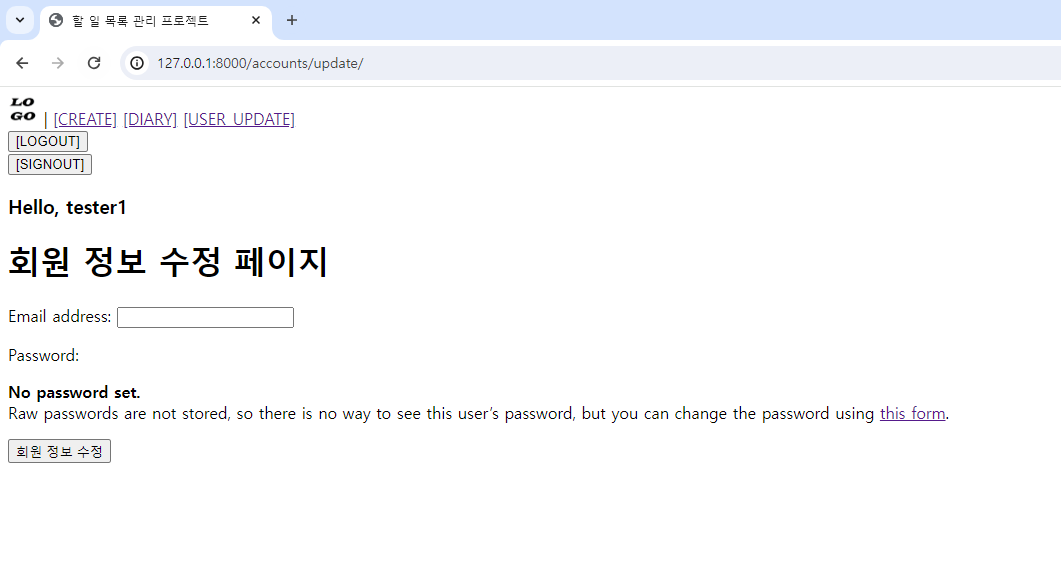 할 일 목록 관리 프로젝트
127.0.0.1:8000/accounts/update/
LO
GO | [CREATE] [DIARY] [USER_UPDATE]
[LOGOUT]
[SIGNOUT]
Hello, tester1
회원 정보 수정 페이지
Email address:
Password:
No password set.
Raw passwords are not stored, so there is no way to see this user’s password, but you can change the password using this form.
회원 정보 수정